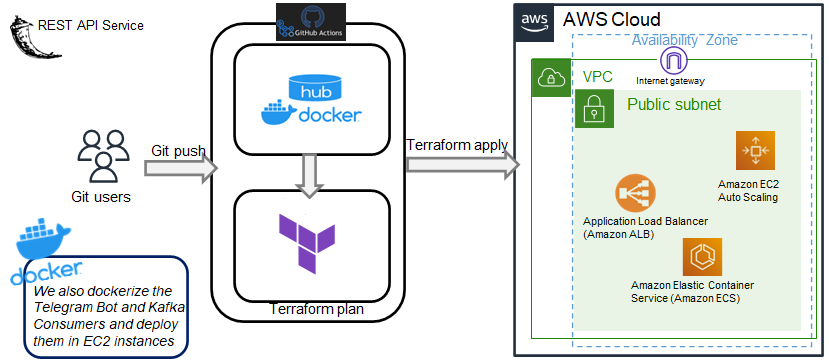 REST API Service
GitHub Actions
hub
docker
Git push
Git users
Terraform plan
Terraform apply
docker
We also dockerize the
Telegram Bot and Kafka
Consumers and deploy
them in EC2 instances
aws
AWS Cloud
Availability Zone
VPC
Internet gateway
Public subnet
Amazon EC2
Auto Scaling
Application Load Balancer
(Amazon ALB)
Amazon Elastic Container
Service (Amazon ECS)